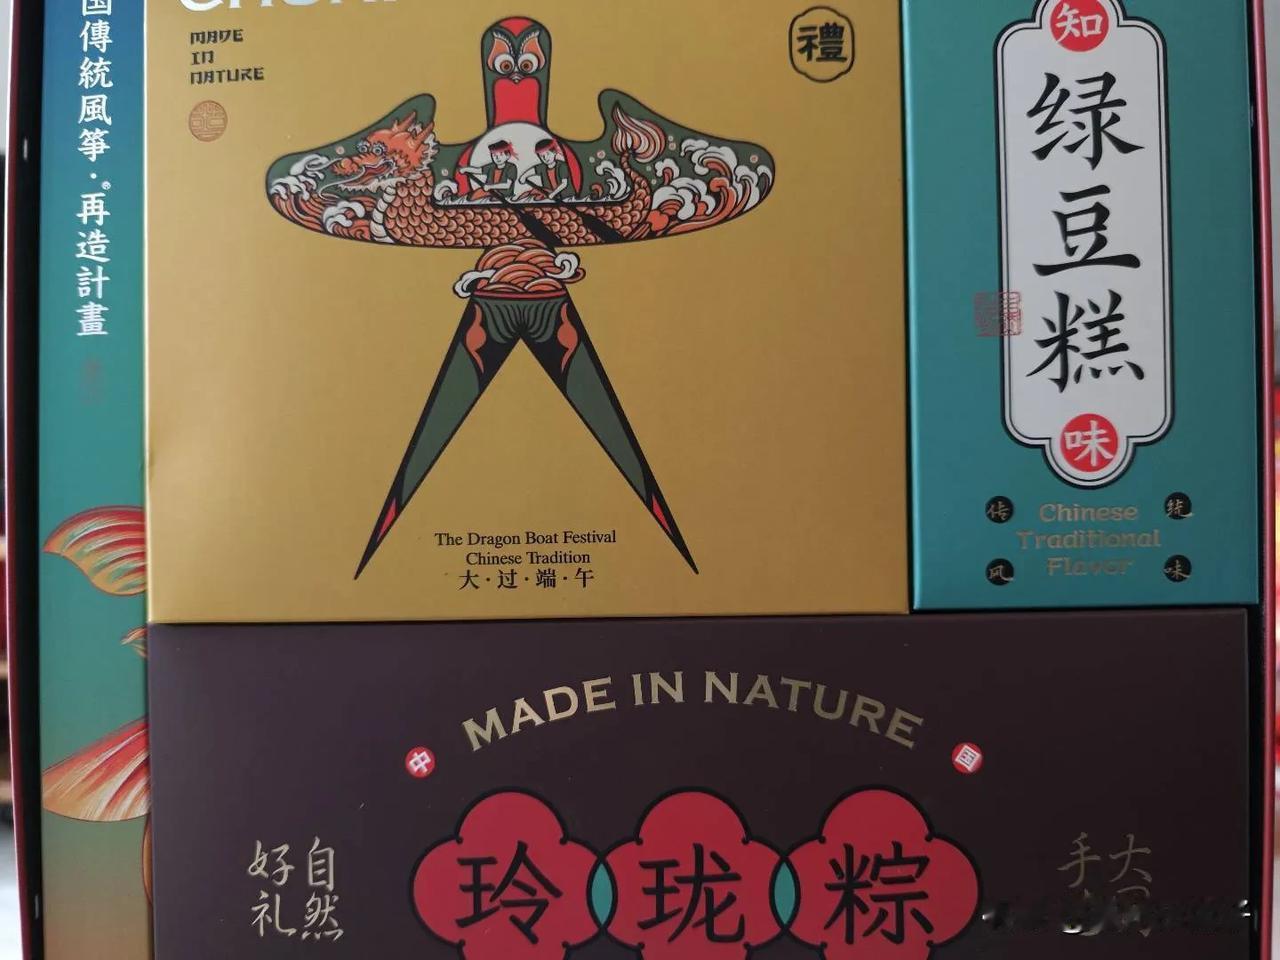 国傳統風箏·再造計畫
MADE
IN
NATURE
禮
The Dragon Boat Festival
Chinese Tradition
大·过·端·午
知
绿豆糕
味
传统
风味
Chinese
Traditional
Flavor
MADE IN NATURE
中国
自然
好礼
玲珑粽
大
手